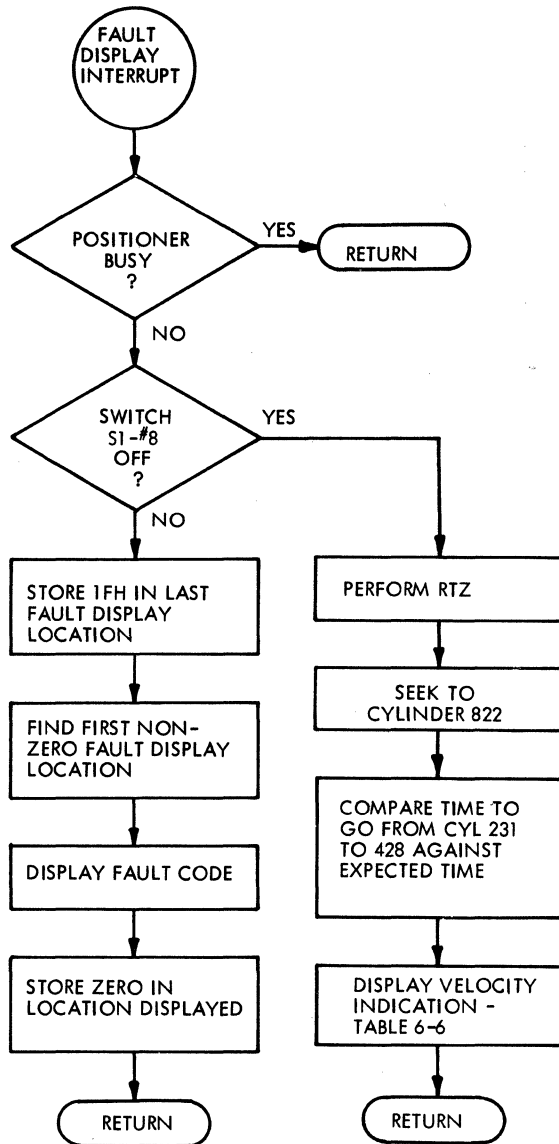 FAULT
DISPLAY
INTERRUPT
POSITIONER
BUSY
?
YES
RETURN
NO
SWITCH
S1-#8
OFF
?
YES
NO
STORE 1FH IN LAST
FAULT DISPLAY
LOCATION
FIND FIRST NON-
ZERO FAULT DISPLAY
LOCATION
DISPLAY FAULT CODE
STORE ZERO IN
LOCATION DISPLAYED
RETURN
PERFORM RTZ
SEEK TO
CYLINDER 822
COMPARE TIME TO
GO FROM CYL 231
TO 428 AGAINST
EXPECTED TIME
DISPLAY VELOCITY
INDICATION -
TABLE 6-6
RETURN